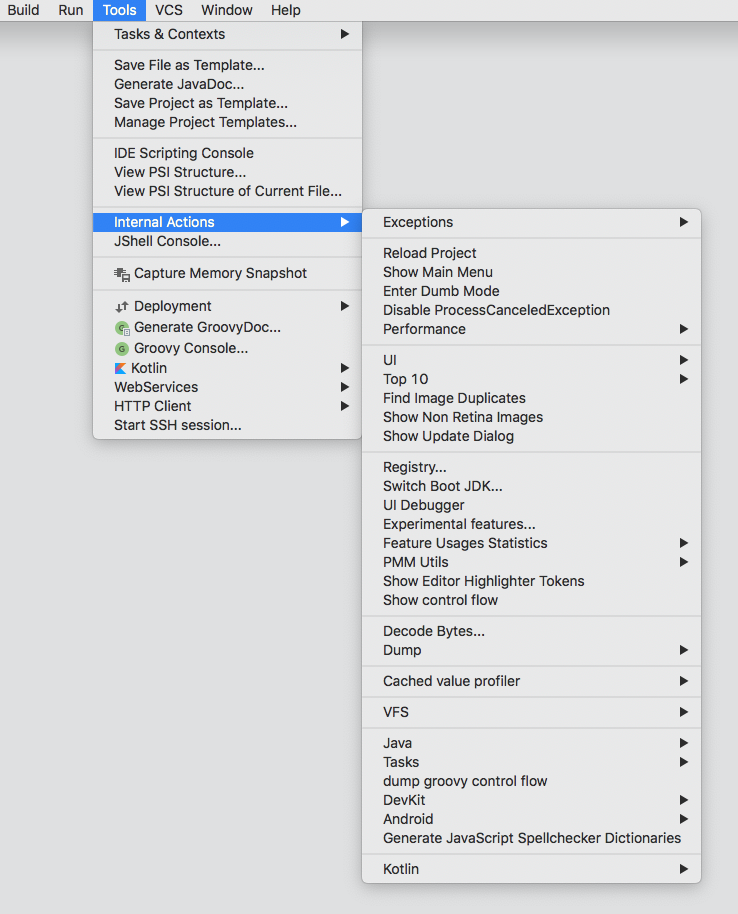 Build Run Tools VCS Window Help
Tasks & Contexts
Save File as Template...
Generate JavaDoc...
Save Project as Template...
Manage Project Templates...
IDE Scripting Console
View PSI Structure...
View PSI Structure of Current File...
Internal Actions
JShell Console...
Capture Memory Snapshot
Deployment
Generate GroovyDoc...
G
Groovy Console...
Kotlin
WebServices
HTTP Client
Start SSH session...
Exceptions
Reload Project
Show Main Menu
Enter Dumb Mode
Disable ProcessCanceledException
Performance
UI
Top 10
Find Image Duplicates
Show Non Retina Images
Show Update Dialog
Registry...
Switch Boot JDK...
UI Debugger
Experimental features...
Feature Usages Statistics
PMM Utils
Show Editor Highlighter Tokens
Show control flow
Decode Bytes...
Dump
Cached value profiler
VFS
Java
Tasks
dump groovy control flow
DevKit
Android
Generate JavaScript Spellchecker Dictionaries
Kotlin